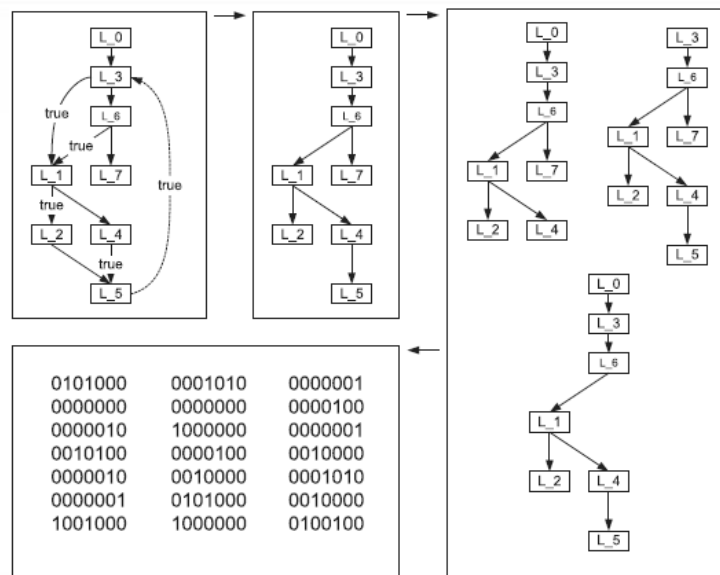 L_0
L_3
true
L_6
true
L_1
L_7
true
true
L_2
L_4
true
L_5
L_0
L_3
L_6
L_1
L_7
L_2
L_4
L_5
L_0
L_3
L_6
L_1
L_7
L_2
L_4
L_3
L_6
L_1
L_7
L_2
L_4
L_5
L_0
L_3
L_6
L_1
L_2
L_4
L_5
0101000 0001010 0000001
0000000 0000000 0000100
0000010 1000000 0000001
0010100 0000100 0010000
0000010 0010000 0001010
0000001 0101000 0010000
1001000 1000000 0100100